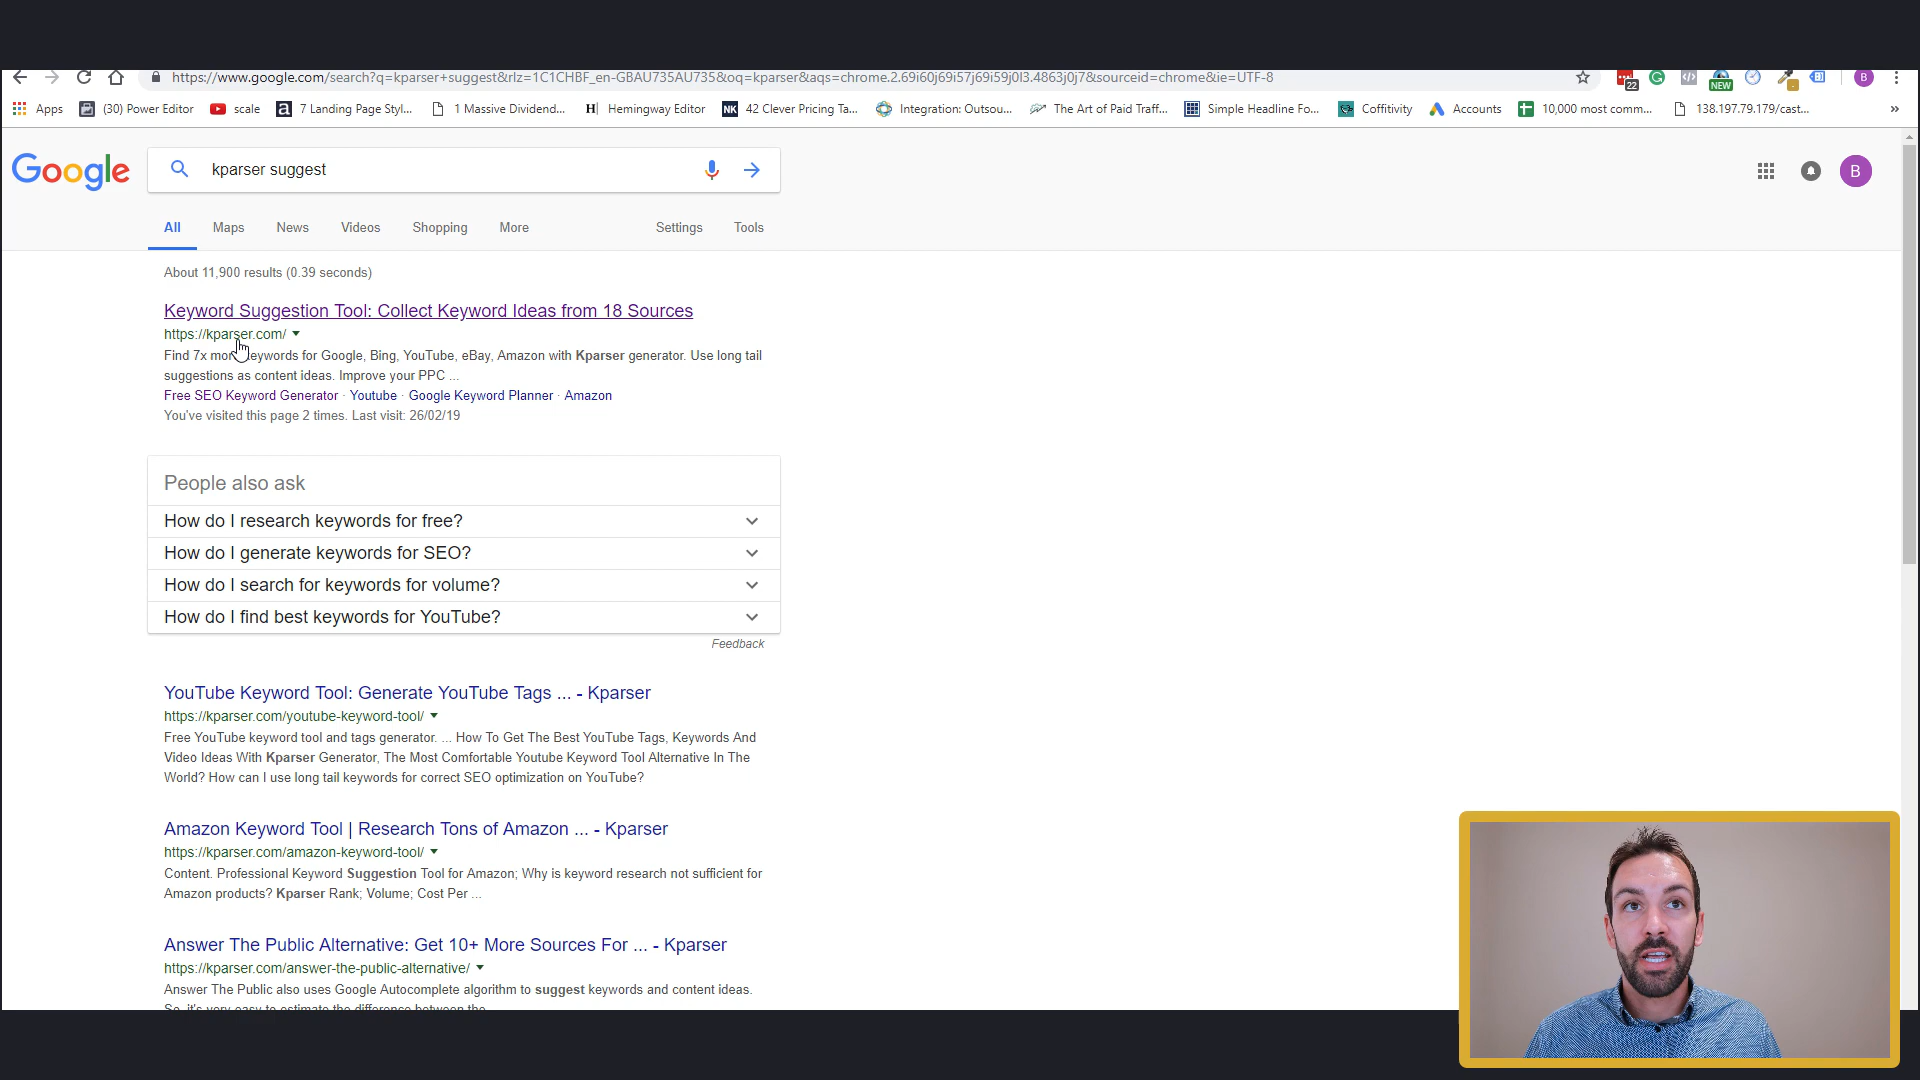 https://www.google.com/search?q=kparser+suggest&rlz=1C1CHBF_en-GBAU735AU735&oq=kparser&aqs=chrome.2.69i60j69i57j69i59j0l3.4863j0j7&sourceid=chrome&ie=UTF-8
22
NEW
B
Apps
(30) Power Editor
scale
a
7 Landing Page Styl...
1 Massive Dividend...
H
Hemingway Editor
NK
42 Clever Pricing Ta...
Integration: Outsou...
The Art of Paid Traff...
Simple Headline Fo...
Coffitivity
Accounts
10,000 most comm...
138.197.79.179/cast...
»
Google
kparser suggest
B
All
Maps
News
Videos
Shopping
More
Settings
Tools
About 11,900 results (0.39 seconds)
Keyword Suggestion Tool: Collect Keyword Ideas from 18 Sources
https://kparser.com/
Find 7x more keywords for Google, Bing, YouTube, eBay, Amazon with Kparser generator. Use long tail
suggestions as content ideas. Improve your PPC ...
Free SEO Keyword Generator · Youtube · Google Keyword Planner · Amazon
You've visited this page 2 times. Last visit: 26/02/19
People also ask
How do I research keywords for free?
How do I generate keywords for SEO?
How do I search for keywords for volume?
How do I find best keywords for YouTube?
Feedback
YouTube Keyword Tool: Generate YouTube Tags ... - Kparser
https://kparser.com/youtube-keyword-tool/
Free YouTube keyword tool and tags generator. ... How To Get The Best YouTube Tags, Keywords And
Video Ideas With Kparser Generator, The Most Comfortable Youtube Keyword Tool Alternative In The
World? How can I use long tail keywords for correct SEO optimization on YouTube?
Amazon Keyword Tool | Research Tons of Amazon ... - Kparser
https://kparser.com/amazon-keyword-tool/
Content. Professional Keyword Suggestion Tool for Amazon; Why is keyword research not sufficient for
Amazon products? Kparser Rank; Volume; Cost Per ...
Answer The Public Alternative: Get 10+ More Sources For ... - Kparser
https://kparser.com/answer-the-public-alternative/
Answer The Public also uses Google Autocomplete algorithm to suggest keywords and content ideas.
So, it's very easy to estimate the difference between the